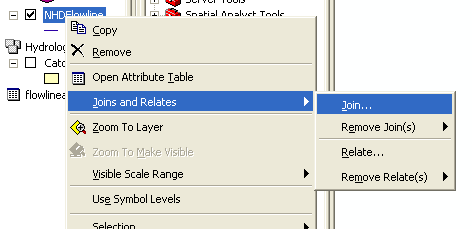 Server Tools
NHDFlowline
Spatial Analyst Tools
Copy
Remove
Hydrolog
Open Attribute Table
Cato
flowlinea
Joins and Relates
Join...
Zoom To Layer
Remove Join(s)
Zoom To Make Visible
Relate...
Visible Scale Range
Remove Relate(s)
Use Symbol Levels
Selection